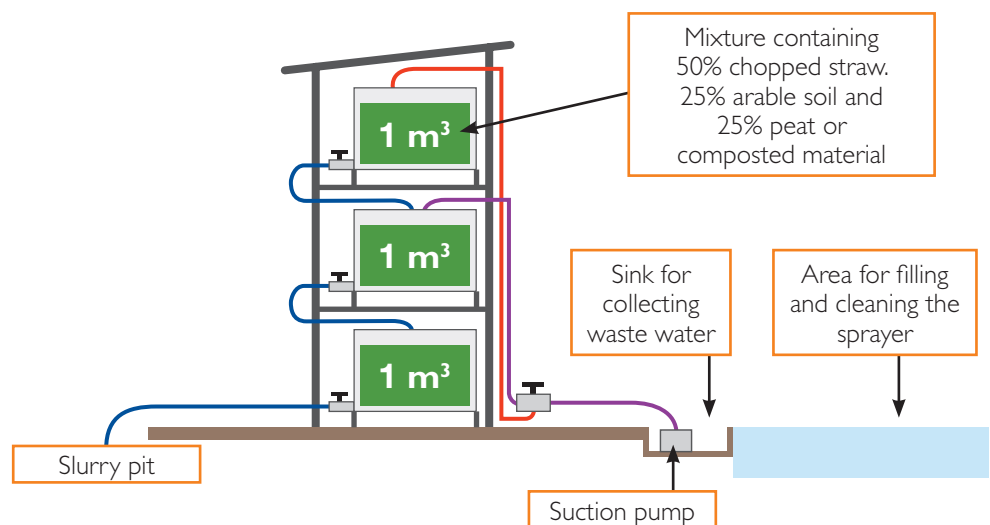 Mixture containing
50% chopped straw.
25% arable soil and
25% peat or
composted material
1 m³
1 m³
1 m³
Sink for
collecting
waste water
Area for filling
and cleaning the
sprayer
Slurry pit
Suction pump